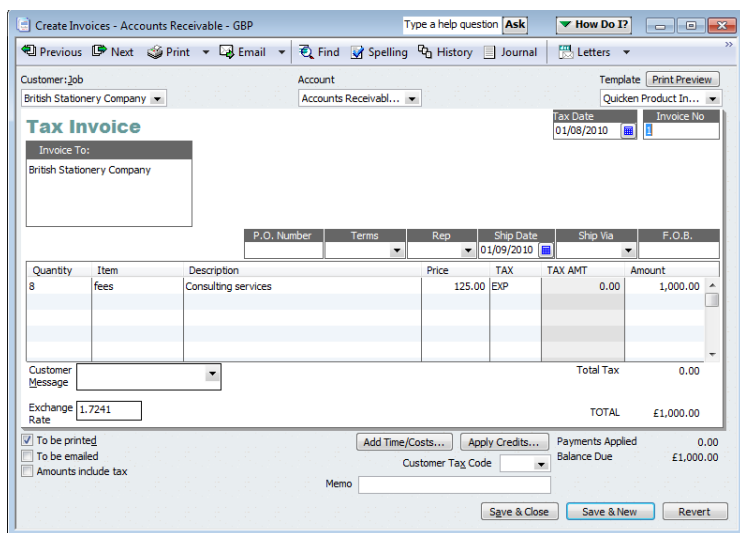 Create Invoices - Accounts Receivable - GBP Type a help question Ask How Do I?
Previous Next Print Email Find Spelling History Journal Letters »
Customer:Job Account Template Print Preview
British Stationery Company Accounts Receivabl... Quicken Product In...
Tax Invoice
Tax Date Invoice No
01/08/2010 1
Invoice To:
British Stationery Company
P.O. Number Terms Rep Ship Date Ship Via F.O.B.
01/09/2010
Quantity Item Description Price TAX TAX AMT Amount
8 fees Consulting services 125.00 EXP 0.00 1,000.00
Customer Message Total Tax 0.00
Exchange Rate 1.7241 TOTAL £1,000.00
To be printed Add Time/Costs... Apply Credits... Payments Applied 0.00
To be emailed Customer Tax Code Balance Due £1,000.00
Amounts include tax
Memo
Save & Close Save & New Revert